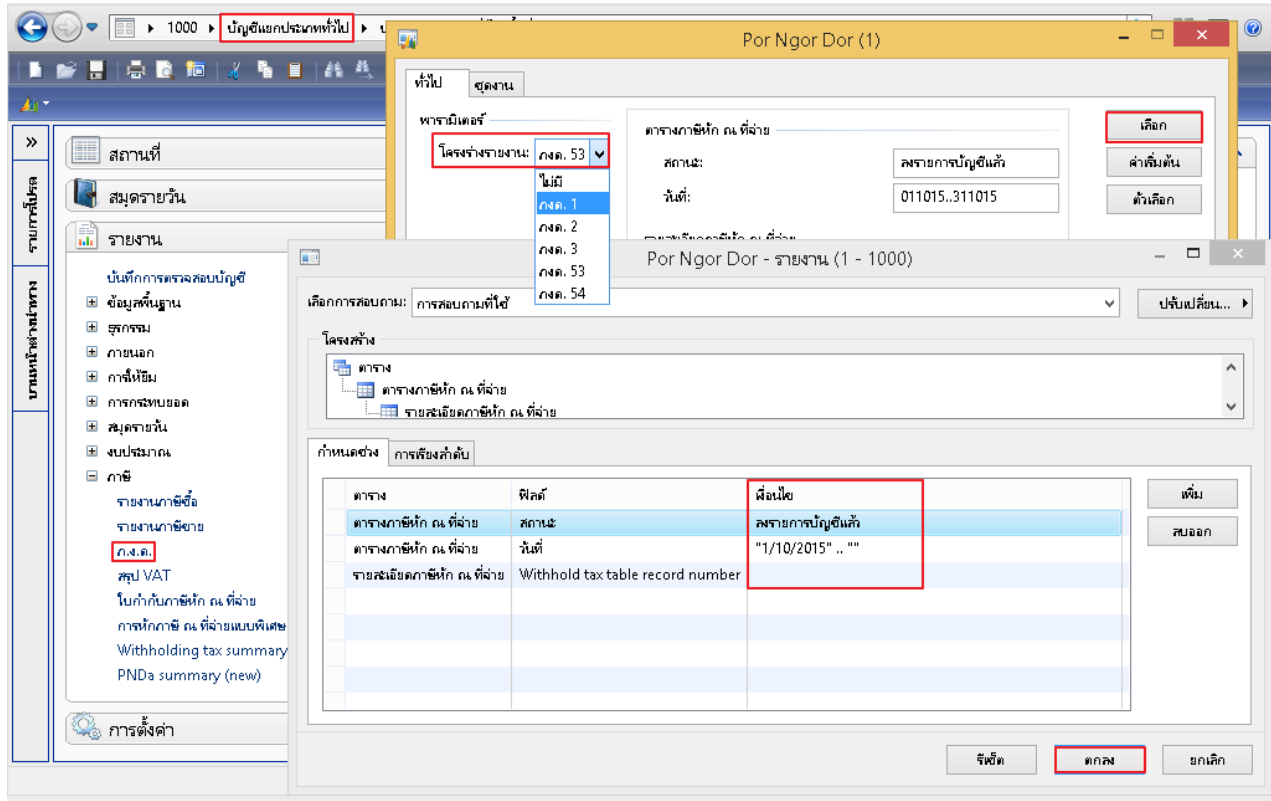 1000
บัญชีแยกประเภททั่วไป
Por Ngor Dor (1)
ทั่วไป
ชุดงาน
พารามิเตอร์
โครงร่างรายงาน:
ภงด. 53
ไม่มี
ภงด. 1
ภงด. 2
ภงด. 3
ภงด. 53
ภงด. 54
ตารางภาษีหัก ณ ที่จ่าย
สถานะ:
ลงรายการบัญชีแล้ว
วันที่:
011015..311015
เลือก
ค่าเริ่มต้น
ตัวเลือก
รายการโปรด
บานหน้าต่างนำทาง
สถานที่
สมุดรายวัน
รายงาน
บันทึกการตรวจสอบบัญชี
ข้อมูลพื้นฐาน
ธุรกรรม
ภายนอก
การให้ยืม
การกระทบยอด
สมุดรายวัน
งบประมาณ
ภาษี
รายงานภาษีซื้อ
รายงานภาษีขาย
ภ.ง.ด.
สรุป VAT
ใบกำกับภาษีหัก ณ ที่จ่าย
การหักภาษี ณ ที่จ่ายแบบพิเศษ
Withholding tax summary
PNDa summary (new)
การตั้งค่า
Por Ngor Dor - รายงาน (1 - 1000)
เลือกการสอบถาม:
การสอบถามที่ใช้
ปรับเปลี่ยน...
โครงสร้าง
ตาราง
ตารางภาษีหัก ณ ที่จ่าย
รายละเอียดภาษีหัก ณ ที่จ่าย
กำหนดช่วง
การเรียงลำดับ
ตาราง ฟิลด์ เงื่อนไข
ตารางภาษีหัก ณ ที่จ่าย สถานะ ลงรายการบัญชีแล้ว
ตารางภาษีหัก ณ ที่จ่าย วันที่ "1/10/2015" .. ""
รายละเอียดภาษีหัก ณ ที่จ่าย Withhold tax table record number
เพิ่ม
ลบออก
รีเซ็ต
ตกลง
ยกเลิก